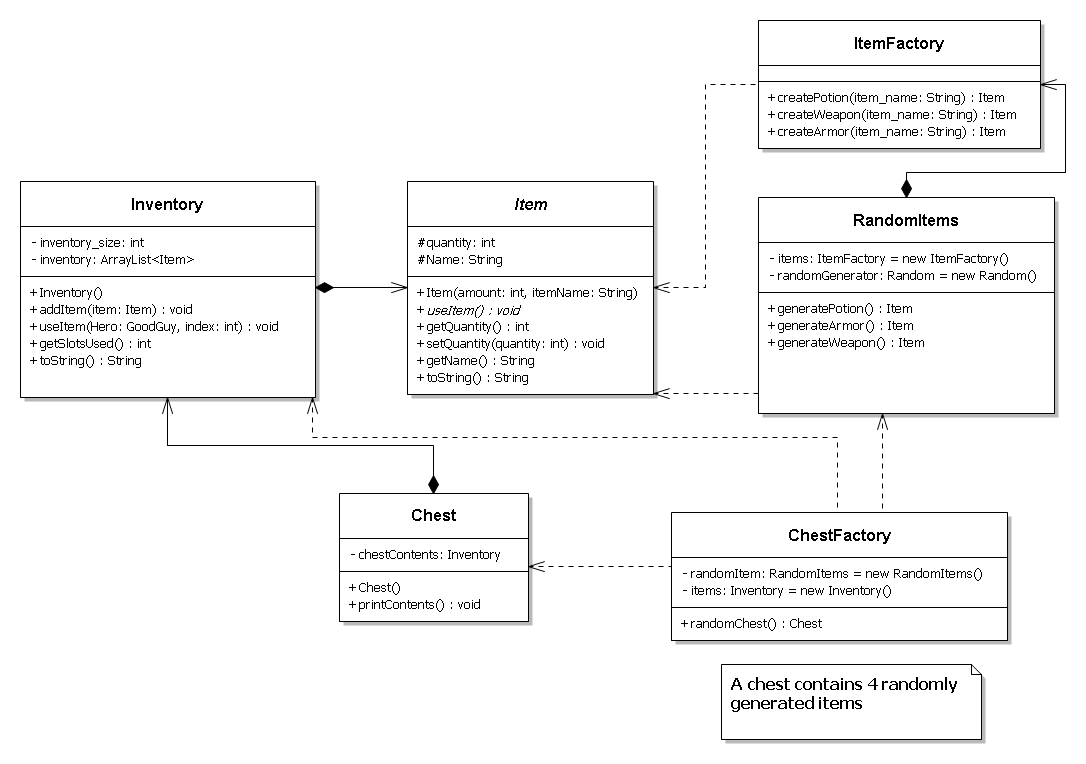 ItemFactory
+createPotion(item_name: String) : Item
+createWeapon(item_name: String) : Item
+createArmor(item_name: String) : Item
Inventory
- inventory_size: int
- inventory: ArrayList<Item>
+Inventory()
+addItem(item: Item) : void
+useItem(Hero: GoodGuy, index: int) : void
+getSlotsUsed() : int
+toString() : String
Item
#quantity: int
#Name: String
+Item(amount: int, itemName: String)
+useItem() : void
+getQuantity() : int
+setQuantity(quantity: int) : void
+getName() : String
+toString() : String
RandomItems
- items: ItemFactory = new ItemFactory()
- randomGenerator: Random = new Random()
+generatePotion() : Item
+generateArmor() : Item
+generateWeapon() : Item
Chest
- chestContents: Inventory
+Chest()
+printContents() : void
ChestFactory
- randomItem: RandomItems = new RandomItems()
- items: Inventory = new Inventory()
+randomChest() : Chest
A chest contains 4 randomly
generated items